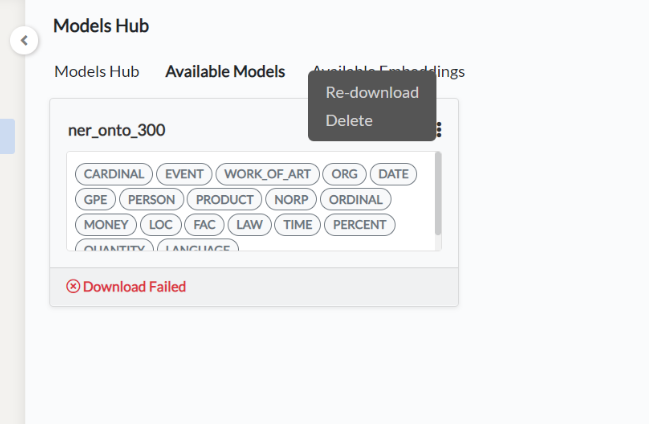 Models Hub
Models Hub Available Models Available Embeddings
Re-download
Delete
ner_onto_300
CARDINAL EVENT WORK_OF_ART ORG DATE
GPE PERSON PRODUCT NORP ORDINAL
MONEY LOC FAC LAW TIME PERCENT
QUANTITY LANGUAGE
Download Failed